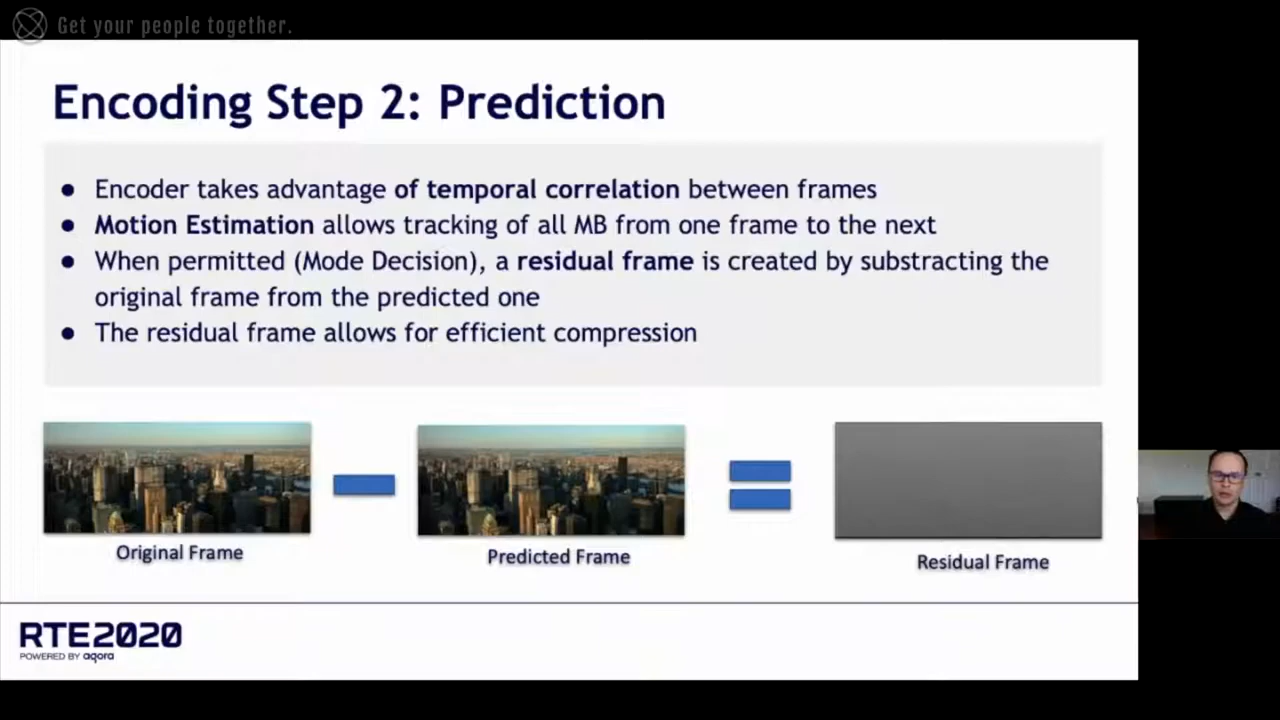 Get your people together.
Encoding Step 2: Prediction
● Encoder takes advantage of temporal correlation between frames
● Motion Estimation allows tracking of all MB from one frame to the next
● When permitted (Mode Decision), a residual frame is created by substracting the
original frame from the predicted one
● The residual frame allows for efficient compression
Original Frame
Predicted Frame
Residual Frame
RTE2020
POWERED BY agora